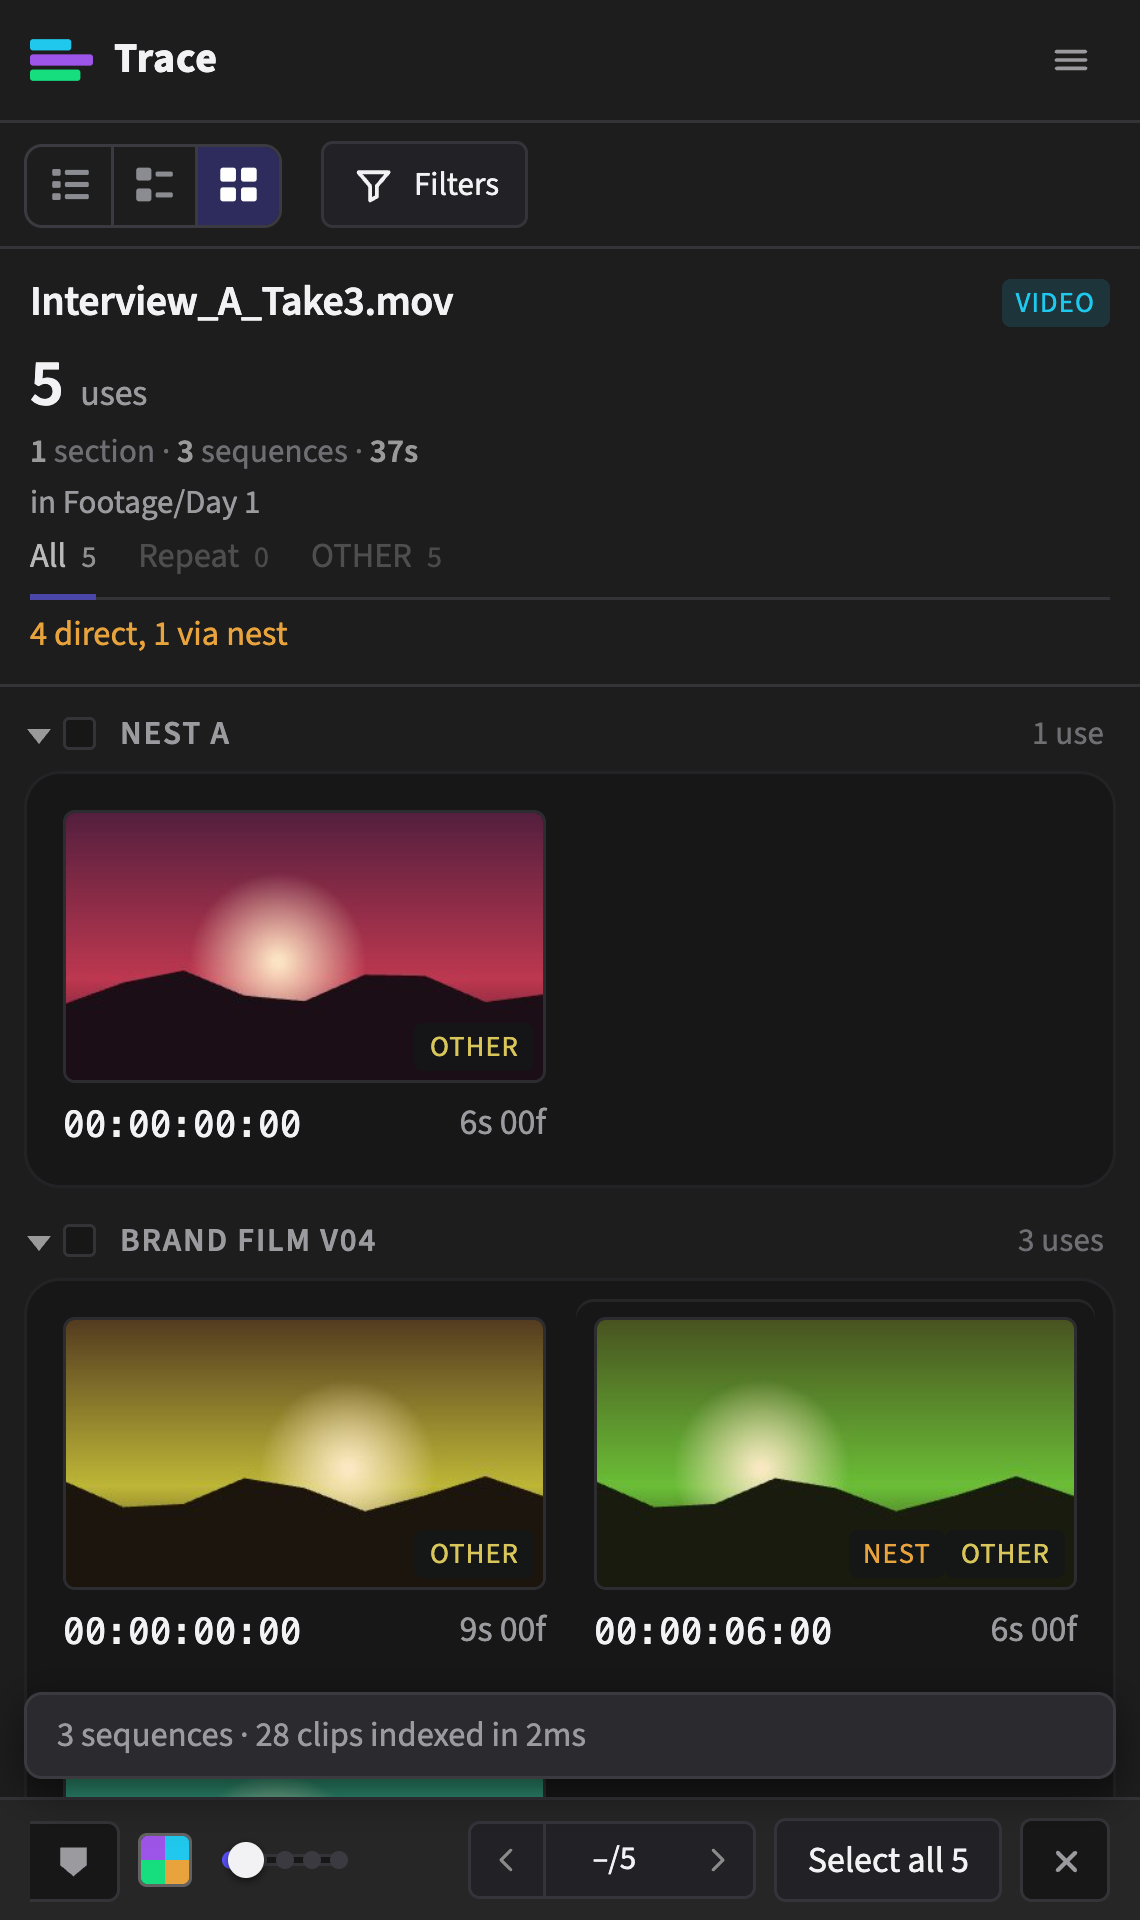 Trace
Filters
Interview_A_Take3.mov VIDEO
5 uses
1 section · 3 sequences · 37s
in Footage/Day 1
All 5 Repeat 0 OTHER 5
4 direct, 1 via nest
NEST A 1 use
OTHER
00:00:00:00 6s 00f
BRAND FILM V04 3 uses
OTHER NEST OTHER
00:00:00:00 9s 00f 00:00:06:00 6s 00f
3 sequences · 28 clips indexed in 2ms
–/5 Select all 5